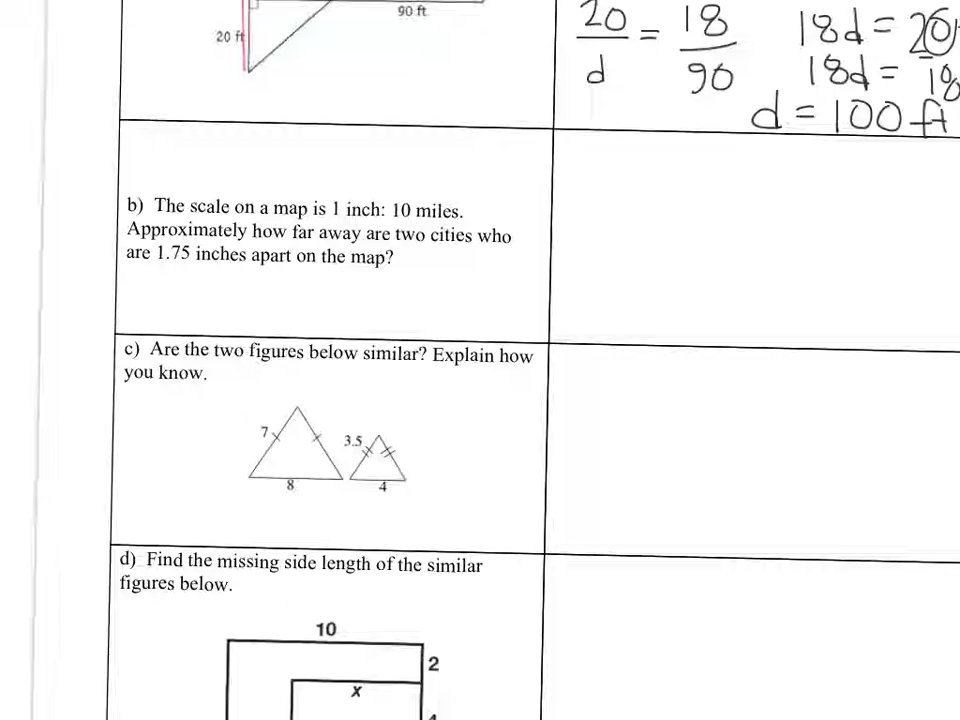 90 ft
20 ft
20/d = 18/90
18d = 20
18d = 18
d = 100 ft
b) The scale on a map is 1 inch: 10 miles.
Approximately how far away are two cities who
are 1.75 inches apart on the map?
c) Are the two figures below similar? Explain how
you know.
7
3.5
8
4
d) Find the missing side length of the similar
figures below.
10
2
x